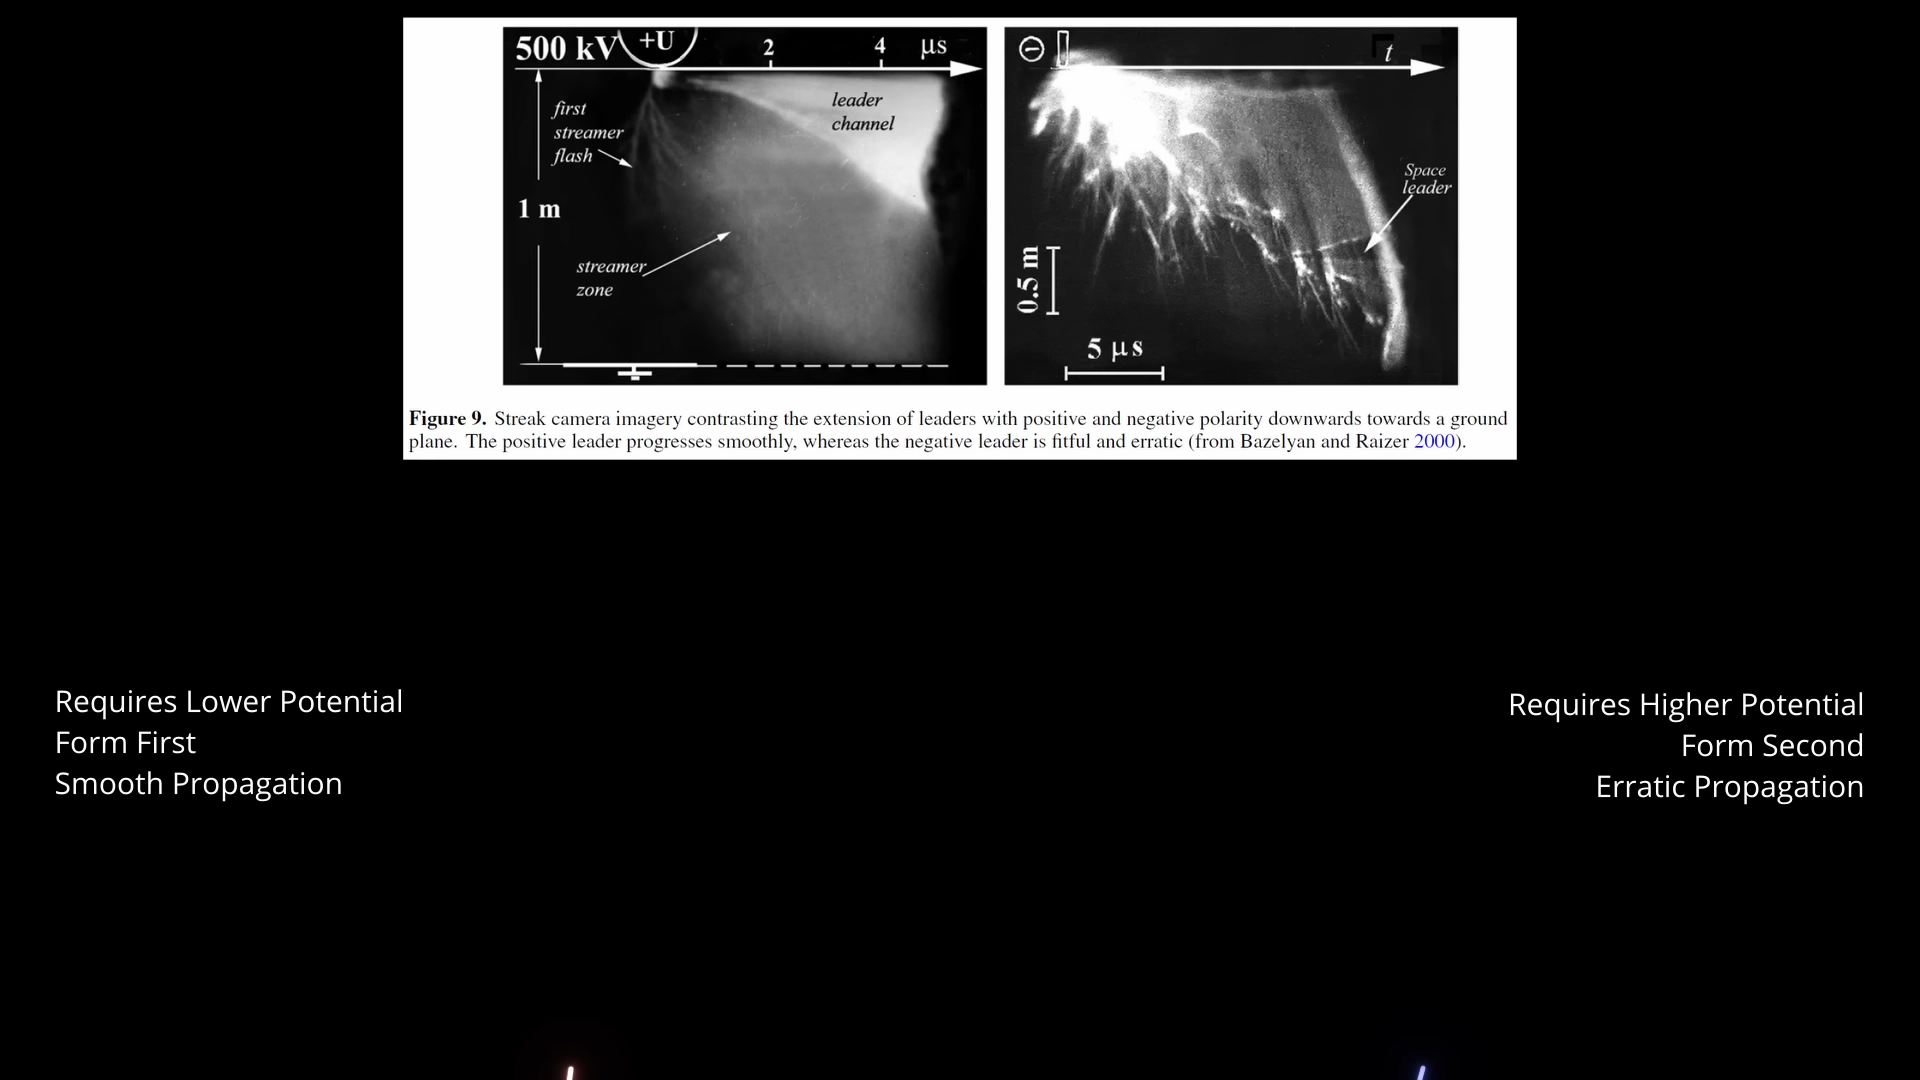 500 kV +U 2 4 µs
first
streamer
flash
leader
channel
1 m
streamer
zone
⊖ t
Space
leader
0.5 m
5 µs
Figure 9. Streak camera imagery contrasting the extension of leaders with positive and negative polarity downwards towards a ground
plane. The positive leader progresses smoothly, whereas the negative leader is fitful and erratic (from Bazelyan and Raizer 2000).
Requires Lower Potential
Form First
Smooth Propagation
Requires Higher Potential
Form Second
Erratic Propagation